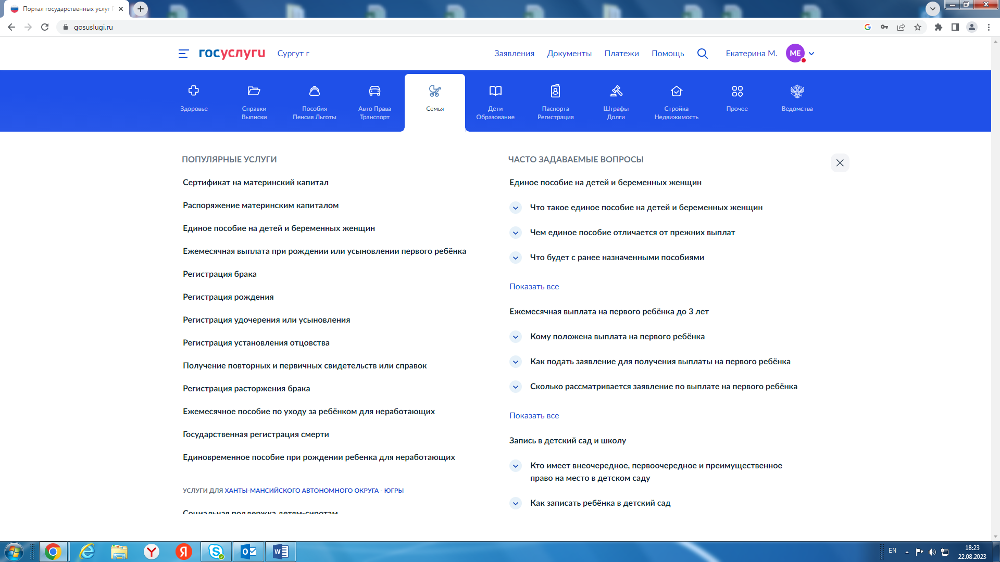 Портал государственных услуг
gosuslugi.ru
госуслуги
Сургут г
Заявления
Документы
Платежи
Помощь
Екатерина М.
МЕ
Здоровье
Справки
Выписки
Пособия
Пенсия Льготы
Авто Права
Транспорт
Семья
Дети
Образование
Паспорта
Регистрация
Штрафы
Долги
Стройка
Недвижимость
Прочее
Ведомства
ПОПУЛЯРНЫЕ УСЛУГИ
Сертификат на материнский капитал
Распоряжение материнским капиталом
Единое пособие на детей и беременных женщин
Ежемесячная выплата при рождении или усыновлении первого ребёнка
Регистрация брака
Регистрация рождения
Регистрация удочерения или усыновления
Регистрация установления отцовства
Получение повторных и первичных свидетельств или справок
Регистрация расторжения брака
Ежемесячное пособие по уходу за ребёнком для неработающих
Государственная регистрация смерти
Единовременное пособие при рождении ребенка для неработающих
УСЛУГИ ДЛЯ ХАНТЫ-МАНСИЙСКОГО АВТОНОМНОГО ОКРУГА - ЮГРЫ
Социальная поддержка детям-сиротам
ЧАСТО ЗАДАВАЕМЫЕ ВОПРОСЫ
Единое пособие на детей и беременных женщин
Что такое единое пособие на детей и беременных женщин
Чем единое пособие отличается от прежних выплат
Что будет с ранее назначенными пособиями
Показать все
Ежемесячная выплата на первого ребёнка до 3 лет
Кому положена выплата на первого ребёнка
Как подать заявление для получения выплаты на первого ребёнка
Сколько рассматривается заявление по выплате на первого ребёнка
Показать все
Запись в детский сад и школу
Кто имеет внеочередное, первоочередное и преимущественное
право на место в детском саду
Как записать ребёнка в детский сад
EN
18:23
22.08.2023